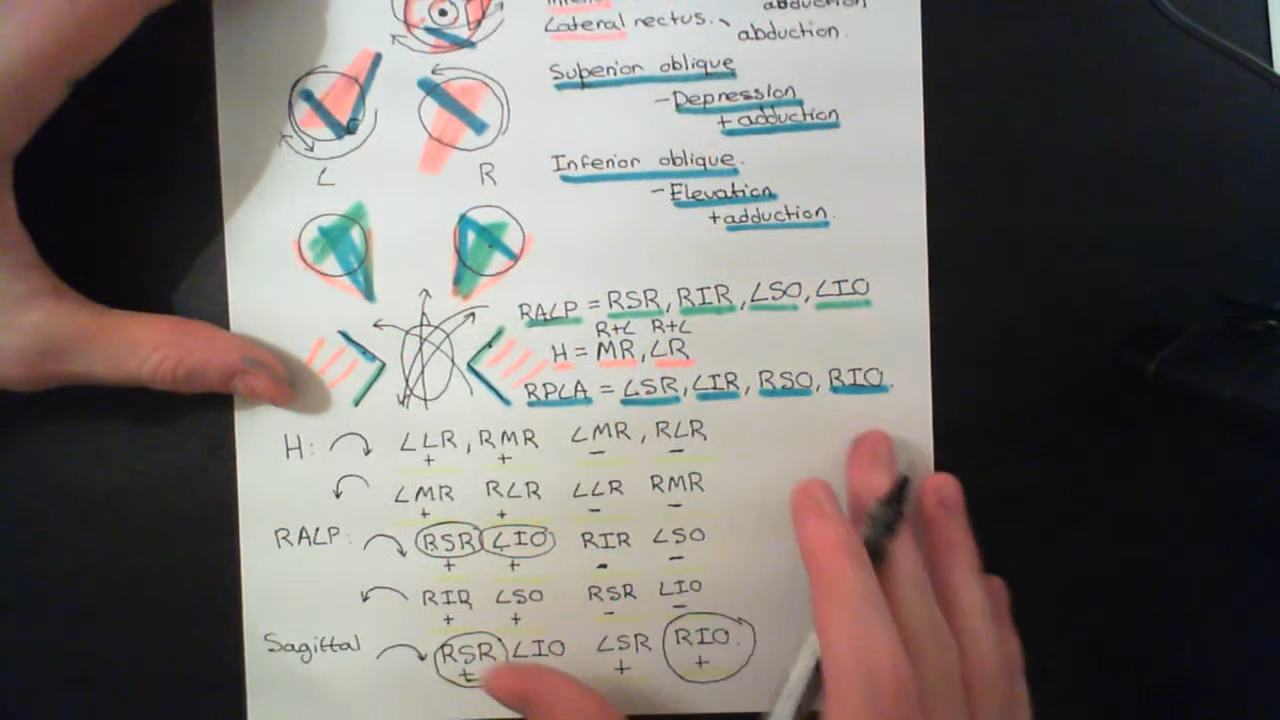 abduction
Lateral rectus.
abduction.
Superior oblique
- Depression
+ adduction
Inferior oblique.
- Elevation
+ adduction.
L R
RALP = RSR, RIR, LSO, LIO
R+L R+L
H = MR, LR
RPLA = LSR, LIR, RSO, RIO.
H: LLR, RMR LMR, RLR
+ + - -
LMR RLR LLR RMR
+ + - -
RALP: RSR LIO RIR LSO
+ + - -
RIR LSO RSR LIO
+ + - -
Sagittal RSR LIO LSR RIO.
+ + +